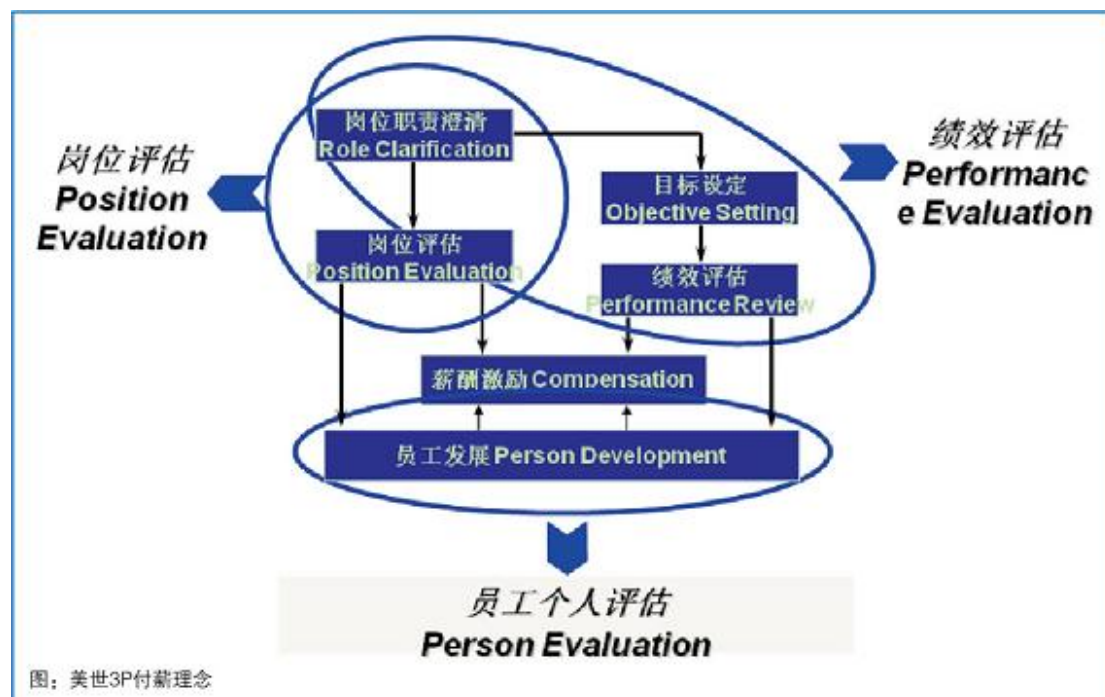 岗位职责澄清
Role Clarification
岗位评估
Position
Evaluation
绩效评估
Performanc
e Evaluation
目标设定
Objective Setting
岗位评估
Position Evaluation
绩效评估
Performance Review
薪酬激励 Compensation
员工发展 Person Development
员工个人评估
Person Evaluation
图：美世3P付薪理念